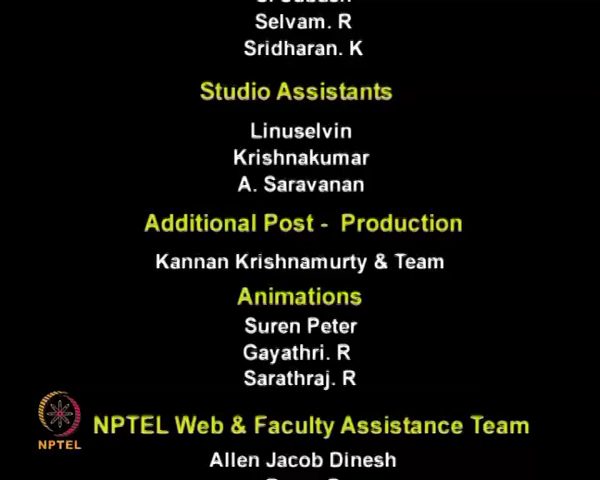 Selvam. R
Sridharan. K
Studio Assistants
Linuselvin
Krishnakumar
A. Saravanan
Additional Post - Production
Kannan Krishnamurty & Team
Animations
Suren Peter
Gayathri. R
Sarathraj. R
NPTEL
NPTEL Web & Faculty Assistance Team
Allen Jacob Dinesh